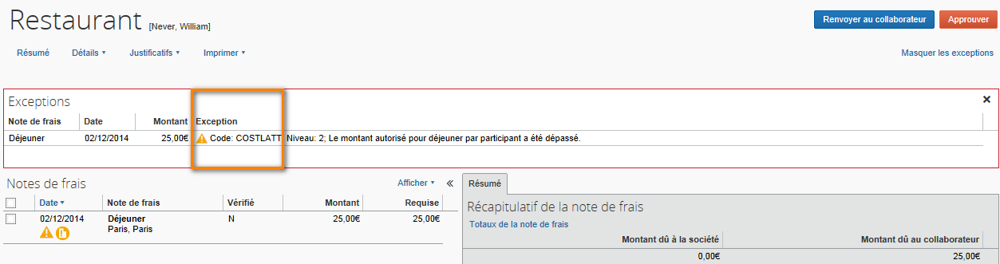 Restaurant [Never, William]
Renvoyer au collaborateur Approuver
Résumé Détails Justificatifs Imprimer Masquer les exceptions
Exceptions
Note de frais Date Montant Exception
Déjeuner 02/12/2014 25,00€ Code: COSTLATT Niveau: 2; Le montant autorisé pour déjeuner par participant a été dépassé.
Notes de frais Afficher
Date Note de frais Vérifié Montant Requise
02/12/2014 Déjeuner N 25,00€ 25,00€
Paris, Paris
Résumé
Récapitulatif de la note de frais
Totaux de la note de frais
Montant dû à la société Montant dû au collaborateur
0,00€ 25,00€